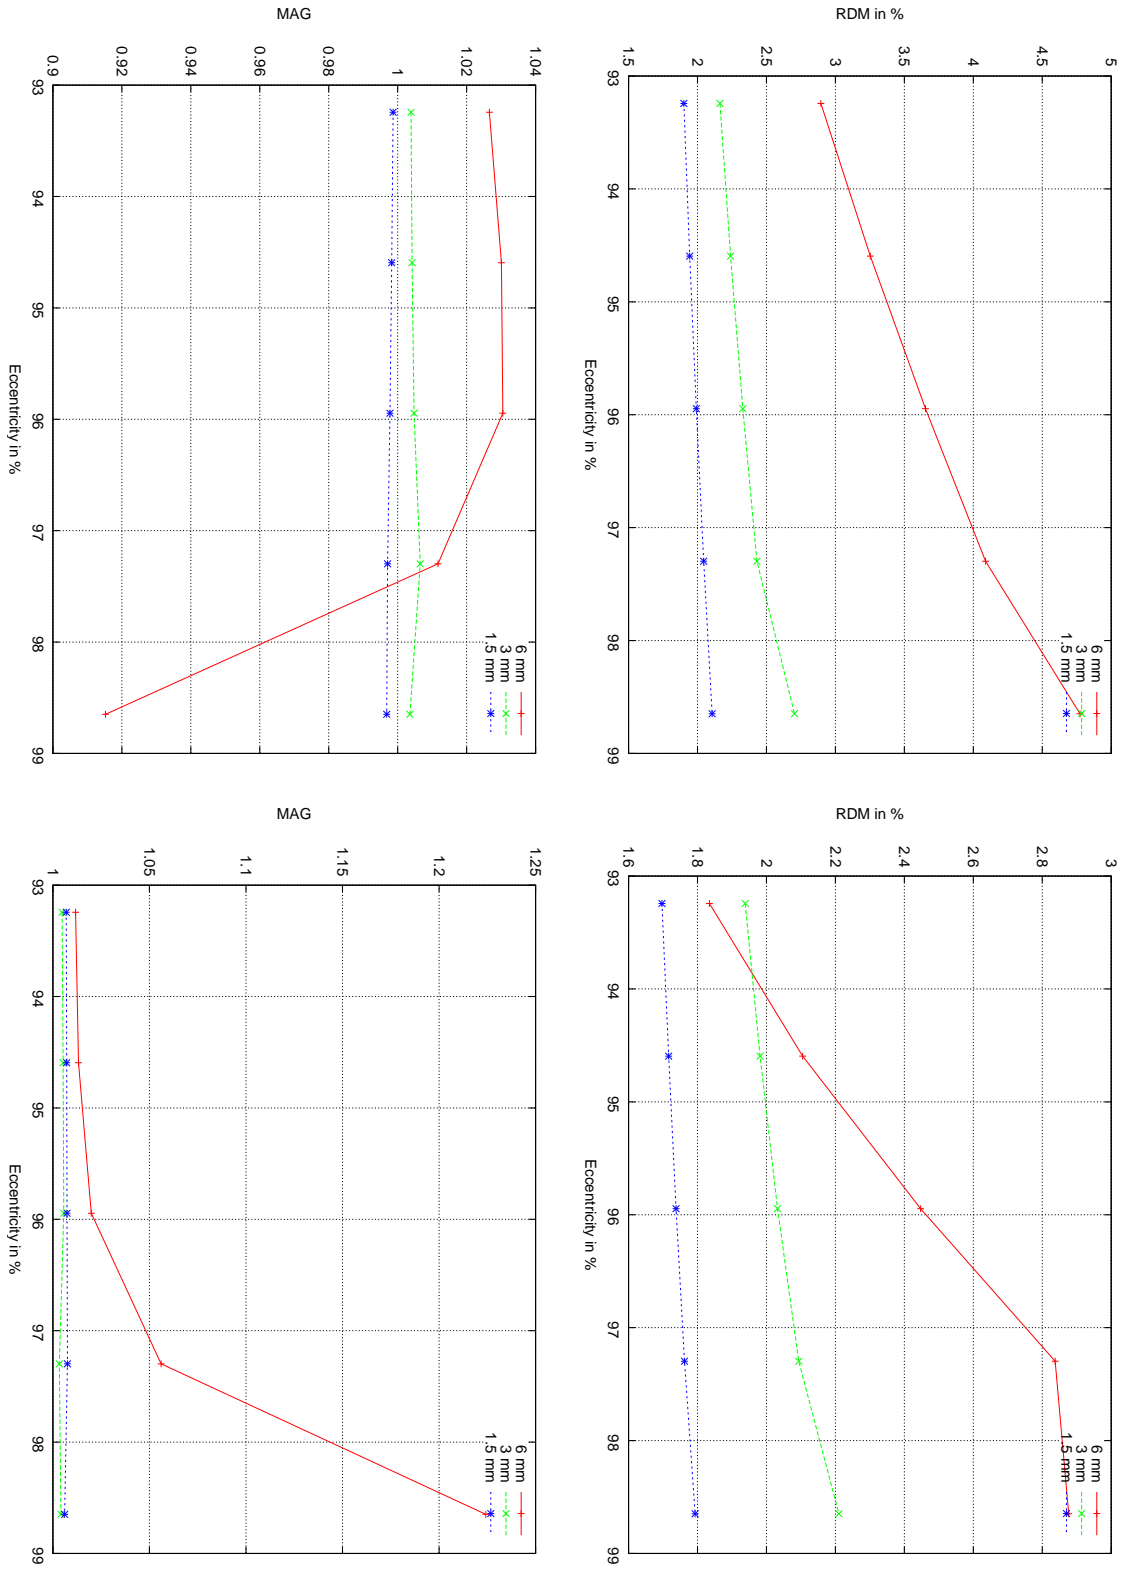 RDM in %
5
4.5
4
3.5
3
2.5
2
1.5
93
94
95
96
97
98
99
Eccentricity in %
6 mm
3 mm
1.5 mm
RDM in %
3
2.8
2.6
2.4
2.2
2
1.8
1.6
93
94
95
96
97
98
99
Eccentricity in %
6 mm
3 mm
1.5 mm
MAG
1.04
1.02
1
0.98
0.96
0.94
0.92
0.9
93
94
95
96
97
98
99
Eccentricity in %
6 mm
3 mm
1.5 mm
MAG
1.25
1.2
1.15
1.1
1.05
1
93
94
95
96
97
98
99
Eccentricity in %
6 mm
3 mm
1.5 mm